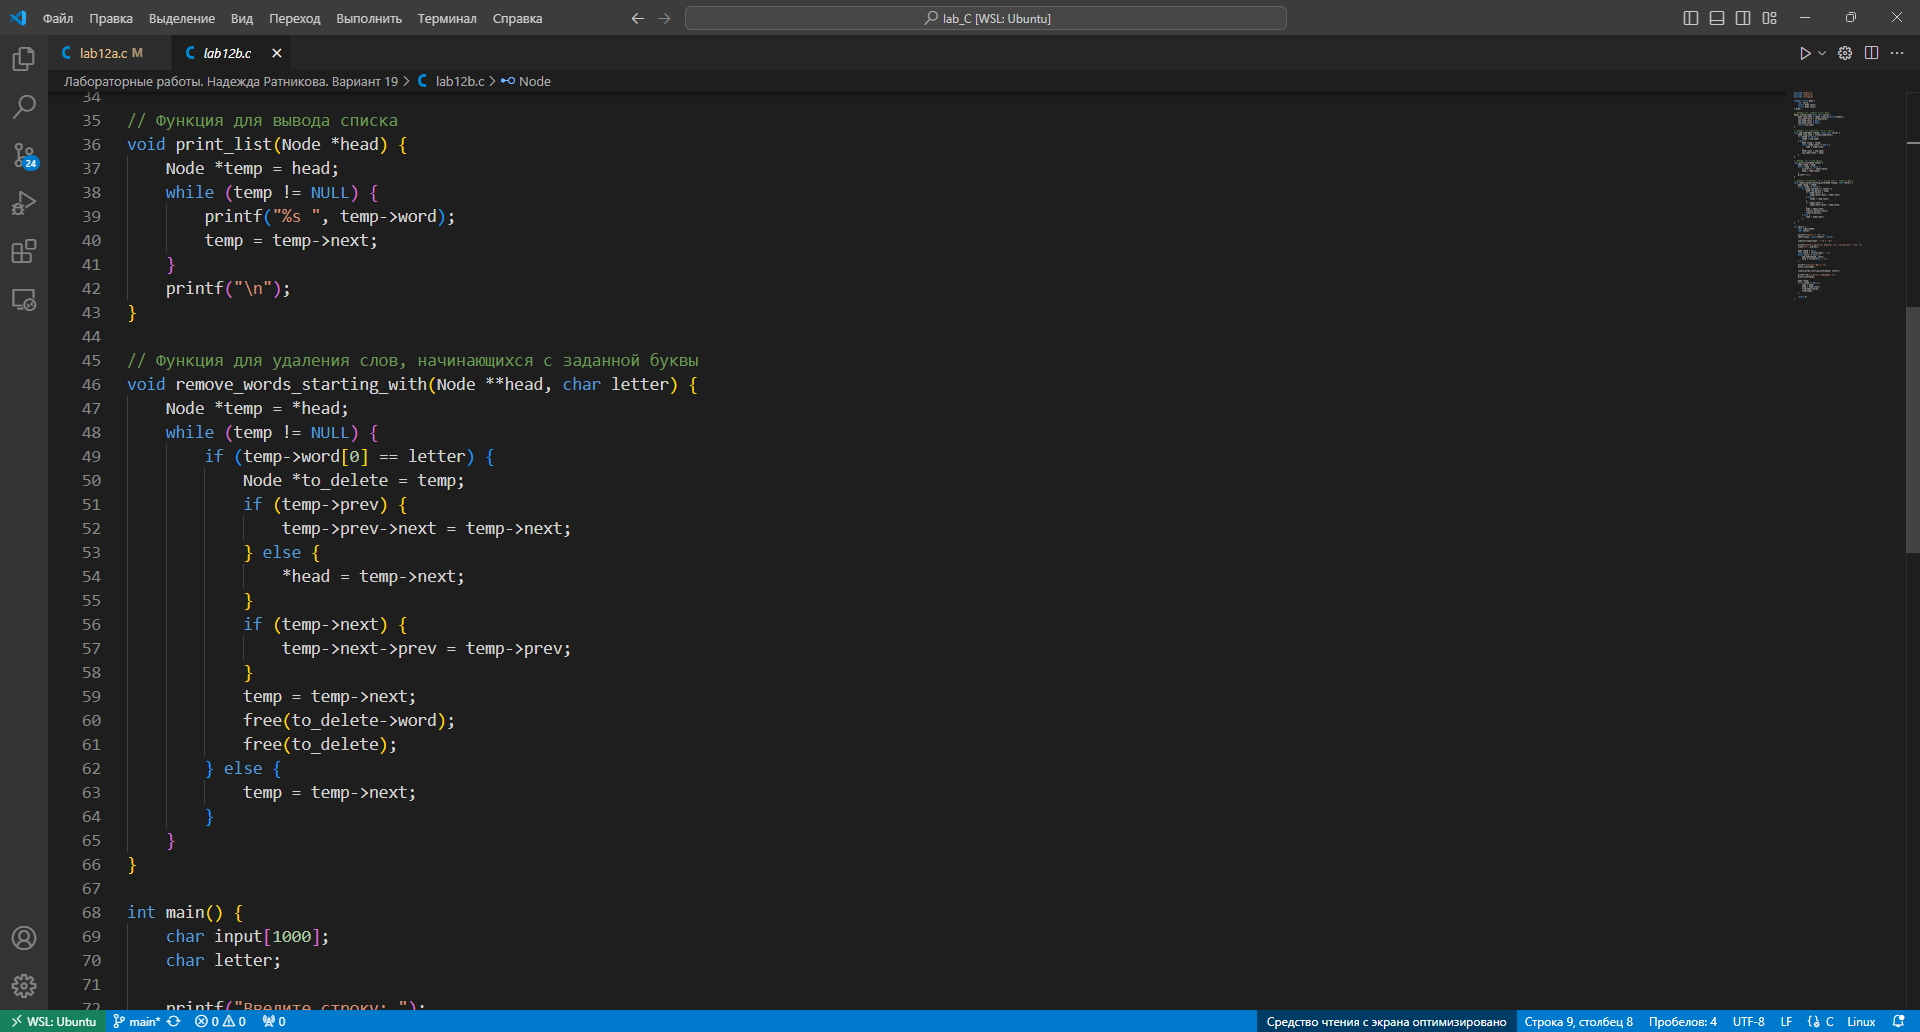 Файл Правка Выделение Вид Переход Выполнить Терминал Справка lab_C [WSL: Ubuntu]
lab12a.c M lab12b.c
Лабораторные работы. Надежда Ратникова. Вариант 19 > lab12b.c > Node
34
35 // Функция для вывода списка
36 void print_list(Node *head) {
37 Node *temp = head;
38 while (temp != NULL) {
39 printf("%s ", temp->word);
40 temp = temp->next;
41 }
42 printf("\n");
43 }
44
45 // Функция для удаления слов, начинающихся с заданной буквы
46 void remove_words_starting_with(Node **head, char letter) {
47 Node *temp = *head;
48 while (temp != NULL) {
49 if (temp->word[0] == letter) {
50 Node *to_delete = temp;
51 if (temp->prev) {
52 temp->prev->next = temp->next;
53 } else {
54 *head = temp->next;
55 }
56 if (temp->next) {
57 temp->next->prev = temp->prev;
58 }
59 temp = temp->next;
60 free(to_delete->word);
61 free(to_delete);
62 } else {
63 temp = temp->next;
64 }
65 }
66 }
67
68 int main() {
69 char input[1000];
70 char letter;
71
72 printf("Введите строку: ");
24
WSL: Ubuntu main* 0 0 0 Средство чтения с экрана оптимизировано Строка 9, столбец 8 Пробелов: 4 UTF-8 LF {} C Linux